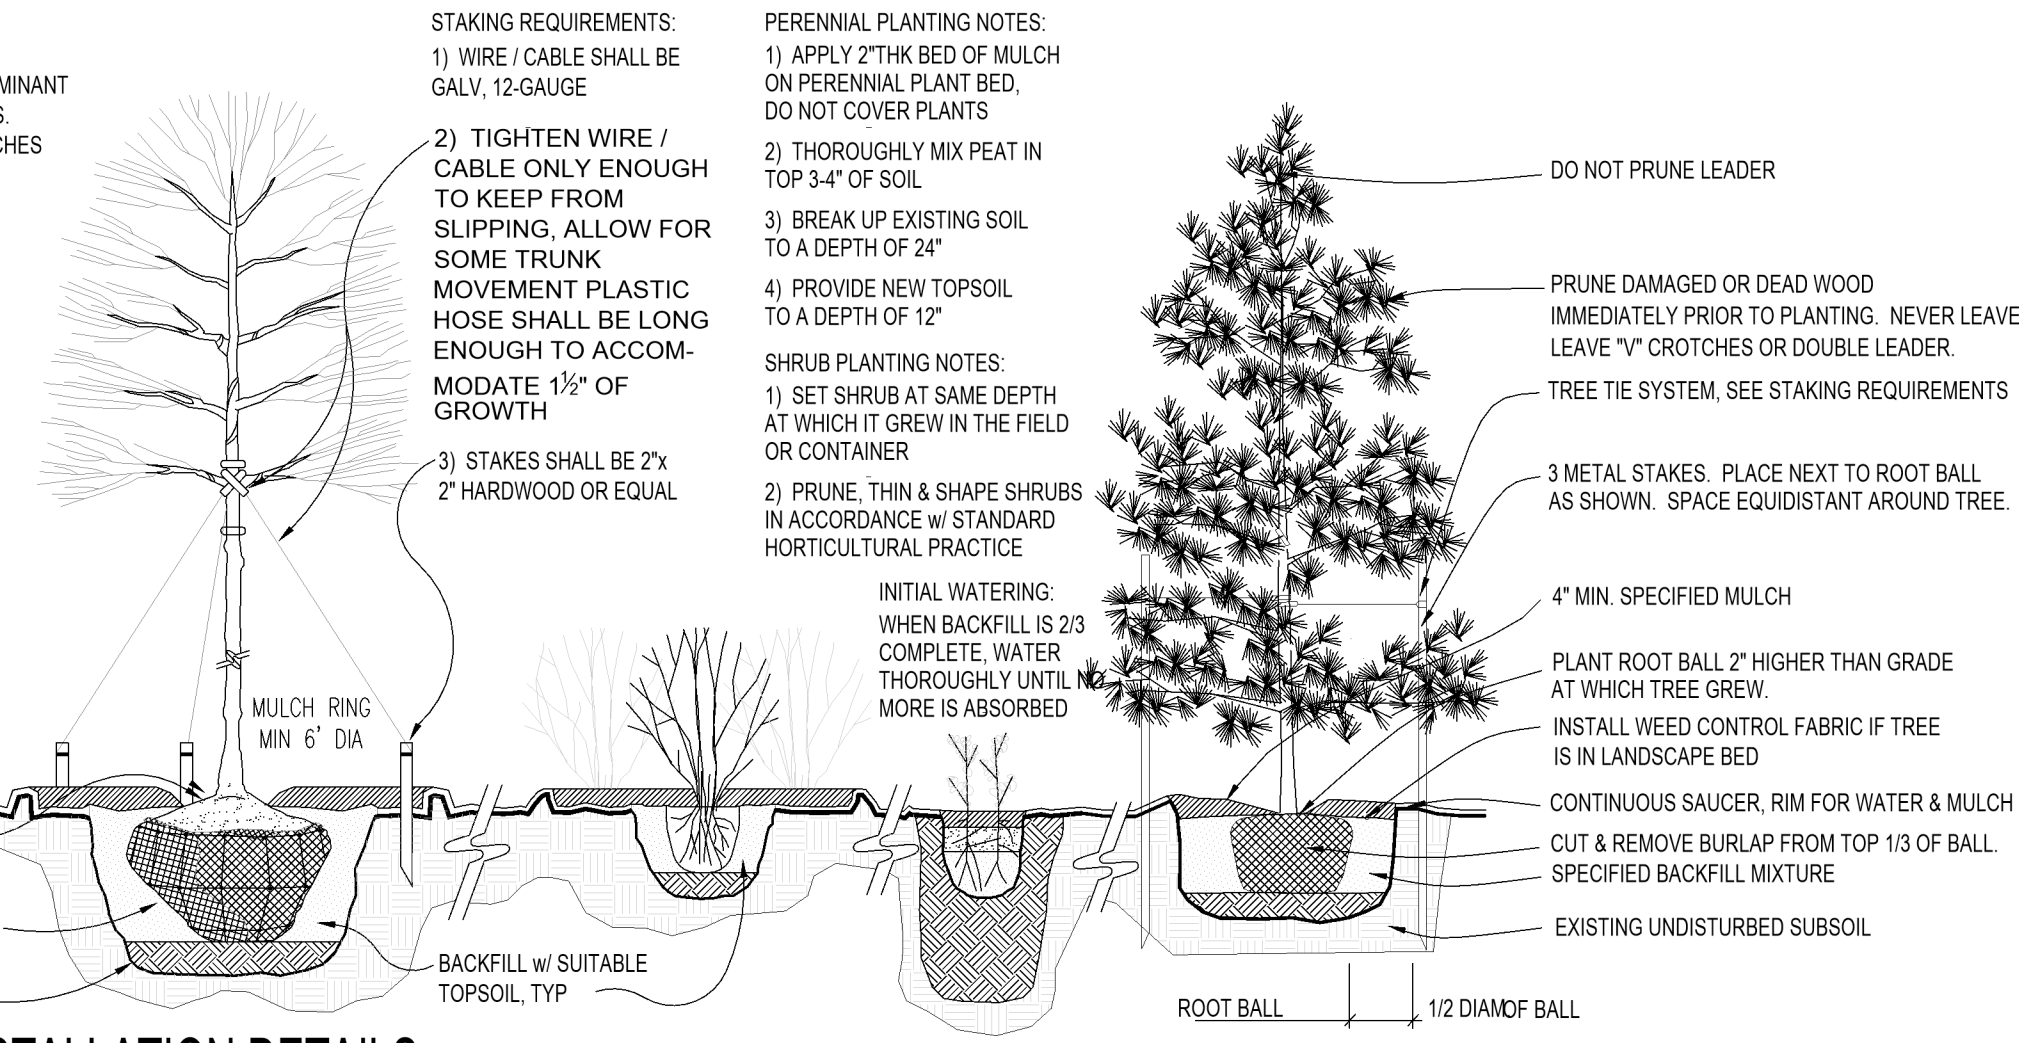 MINANT
S.
CHES
STAKING REQUIREMENTS:
1) WIRE / CABLE SHALL BE
GALV, 12-GAUGE
2) TIGHTEN WIRE /
CABLE ONLY ENOUGH
TO KEEP FROM
SLIPPING, ALLOW FOR
SOME TRUNK
MOVEMENT PLASTIC
HOSE SHALL BE LONG
ENOUGH TO ACCOM-
MODATE 1½" OF
GROWTH
3) STAKES SHALL BE 2"x
2" HARDWOOD OR EQUAL
MULCH RING
MIN 6' DIA
BACKFILL w/ SUITABLE
TOPSOIL, TYP
PERENNIAL PLANTING NOTES:
1) APPLY 2"THK BED OF MULCH
ON PERENNIAL PLANT BED,
DO NOT COVER PLANTS
2) THOROUGHLY MIX PEAT IN
TOP 3-4" OF SOIL
3) BREAK UP EXISTING SOIL
TO A DEPTH OF 24"
4) PROVIDE NEW TOPSOIL
TO A DEPTH OF 12"
SHRUB PLANTING NOTES:
1) SET SHRUB AT SAME DEPTH
AT WHICH IT GREW IN THE FIELD
OR CONTAINER
2) PRUNE, THIN & SHAPE SHRUBS
IN ACCORDANCE w/ STANDARD
HORTICULTURAL PRACTICE
INITIAL WATERING:
WHEN BACKFILL IS 2/3
COMPLETE, WATER
THOROUGHLY UNTIL NO
MORE IS ABSORBED
DO NOT PRUNE LEADER
PRUNE DAMAGED OR DEAD WOOD
IMMEDIATELY PRIOR TO PLANTING. NEVER LEAVE
LEAVE "V" CROTCHES OR DOUBLE LEADER.
TREE TIE SYSTEM, SEE STAKING REQUIREMENTS
3 METAL STAKES. PLACE NEXT TO ROOT BALL
AS SHOWN. SPACE EQUIDISTANT AROUND TREE.
4" MIN. SPECIFIED MULCH
PLANT ROOT BALL 2" HIGHER THAN GRADE
AT WHICH TREE GREW.
INSTALL WEED CONTROL FABRIC IF TREE
IS IN LANDSCAPE BED
CONTINUOUS SAUCER, RIM FOR WATER & MULCH
CUT & REMOVE BURLAP FROM TOP 1/3 OF BALL.
SPECIFIED BACKFILL MIXTURE
EXISTING UNDISTURBED SUBSOIL
ROOT BALL
1/2 DIAM OF BALL
STALLATION DETAILS